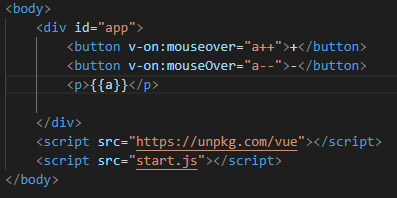 <body>
<div id="app">
<button v-on:mouseover="a++">+</button>
<button v-on:mouseOver="a--">-</button>
<p>{{a}}</p>
</div>
<script src="https://unpkg.com/vue"></script>
<script src="start.js"></script>
</body>